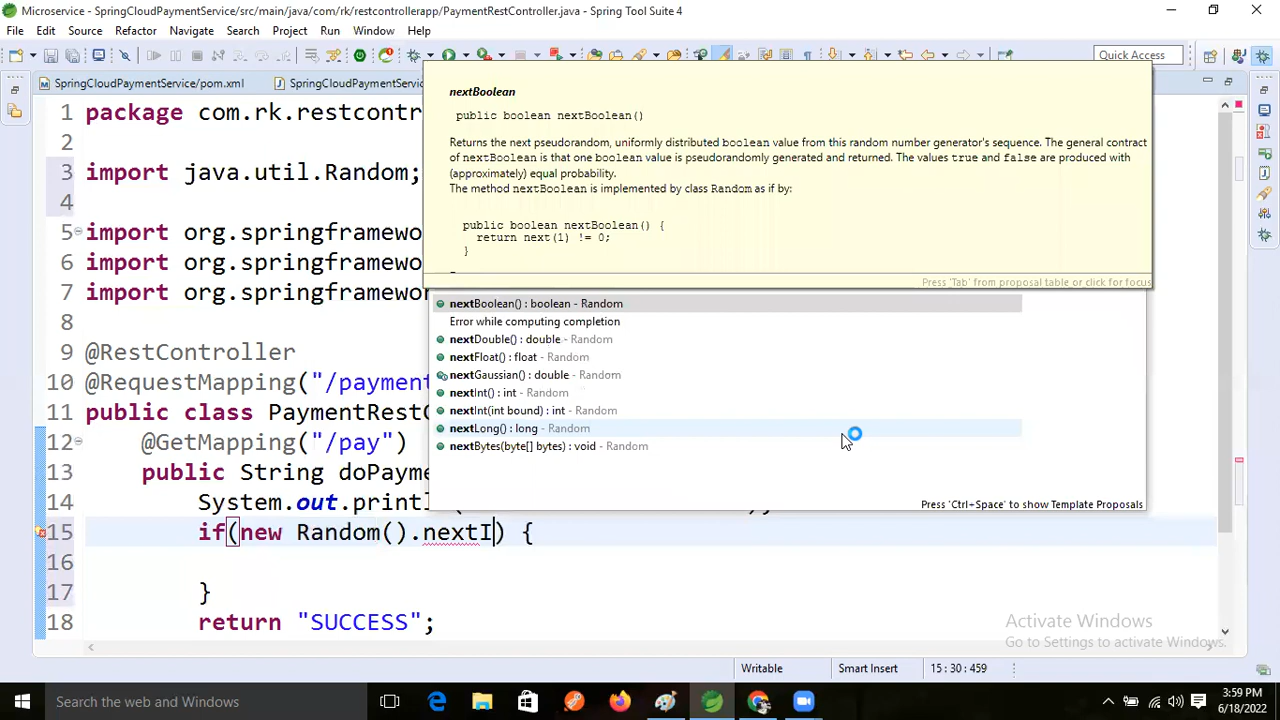 Microservice - SpringCloudPaymentService/src/main/java/com/rk/restcontrollerapp/PaymentRestController.java - Spring Tool Suite 4
File Edit Source Refactor Navigate Search Project Run Window Help
Quick Access
SpringCloudPaymentService/pom.xml
SpringCloudPaymentService
nextBoolean
public boolean nextBoolean()
Returns the next pseudorandom, uniformly distributed boolean value from this random number generator's sequence. The general contract
of nextBoolean is that one boolean value is pseudorandomly generated and returned. The values true and false are produced with
(approximately) equal probability.
The method nextBoolean is implemented by class Random as if by:
public boolean nextBoolean() {
return next(1) != 0;
}
Press 'Tab' from proposal table or click for focus
nextBoolean() : boolean - Random
Error while computing completion
nextDouble() : double - Random
nextFloat() : float - Random
nextGaussian() : double - Random
nextInt() : int - Random
nextInt(int bound) : int - Random
nextLong() : long - Random
nextBytes(byte[] bytes) : void - Random
Press 'Ctrl+Space' to show Template Proposals
1 package com.rk.restcontr
2
3 import java.util.Random;
4
5 import org.springframewo
6 import org.springframewo
7 import org.springframewo
8
9 @RestController
10 @RequestMapping("/payment
11 public class PaymentRestC
12 @GetMapping("/pay")
13 public String doPaym
14 System.out.printl
15 if(new Random().nextI) {
16
17 }
18 return "SUCCESS";
Activate Windows
Go to Settings to activate Windows.
Writable Smart Insert 15 : 30 : 459
Search the web and Windows
3:59 PM
6/18/2022